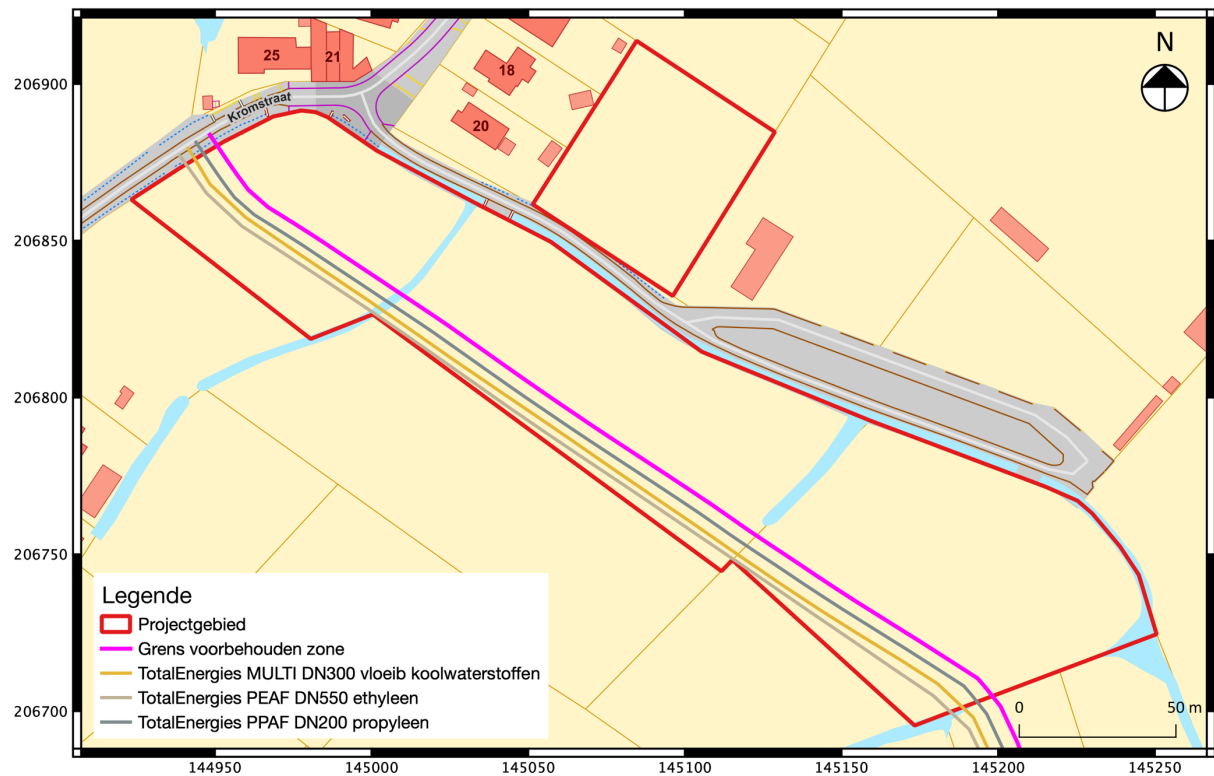 25
21
18
20
Kromstraat
N
206900
206850
206800
206750
206700
Legende
Projectgebied
Grens voorbehouden zone
TotalEnergies MULTI DN300 vloeib koolwaterstoffen
TotalEnergies PEAF DN550 ethyleen
TotalEnergies PPAF DN200 propyleen
0 50 m
144950 145000 145050 145100 145150 145200 145250